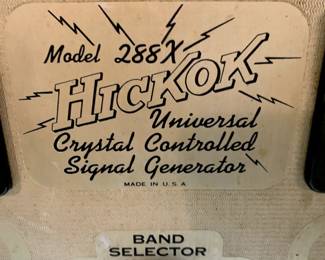 Model 288X
HICKOK
Universal
Crystal Controlled
Signal Generator
MADE IN U.S.A
BAND
SELECTOR